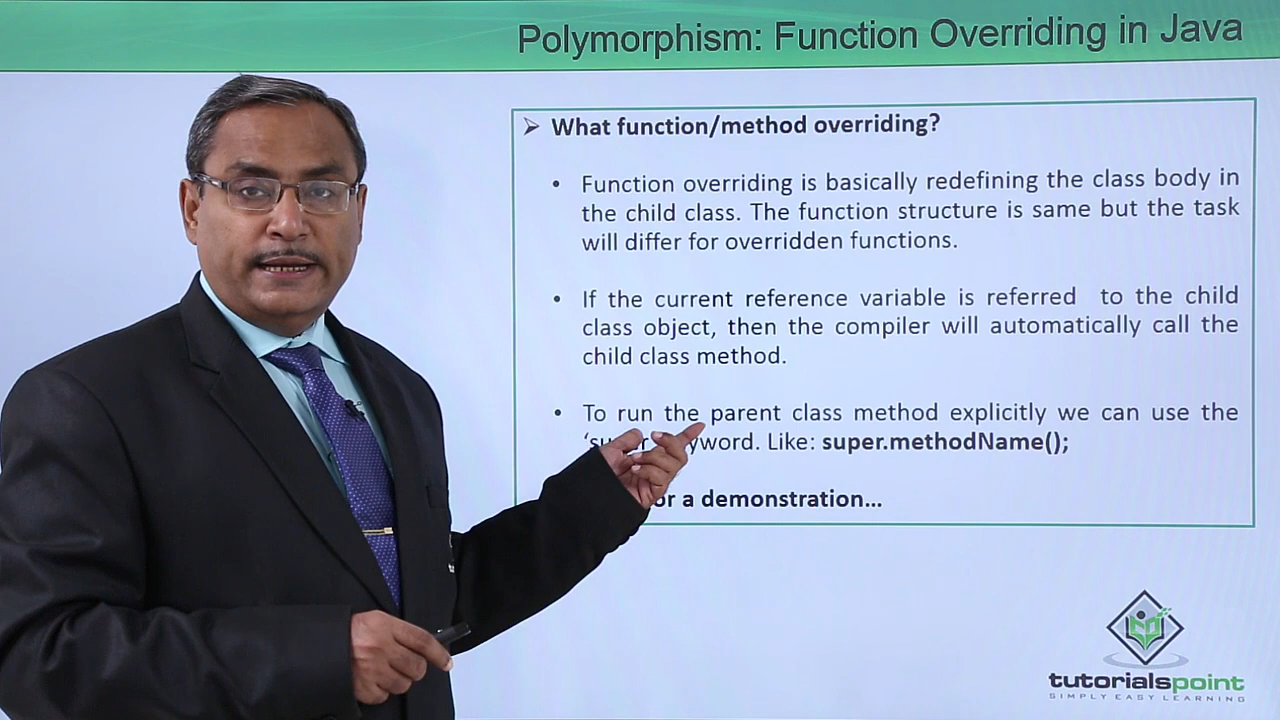 Polymorphism: Function Overriding in Java
➢ What function/method overriding?
• Function overriding is basically redefining the class body in
the child class. The function structure is same but the task
will differ for overridden functions.
• If the current reference variable is referred to the child
class object, then the compiler will automatically call the
child class method.
• To run the parent class method explicitly we can use the
keyword. Like: super.methodName();
for a demonstration...
tutorialspoint
SIMPLY EASY LEARNING